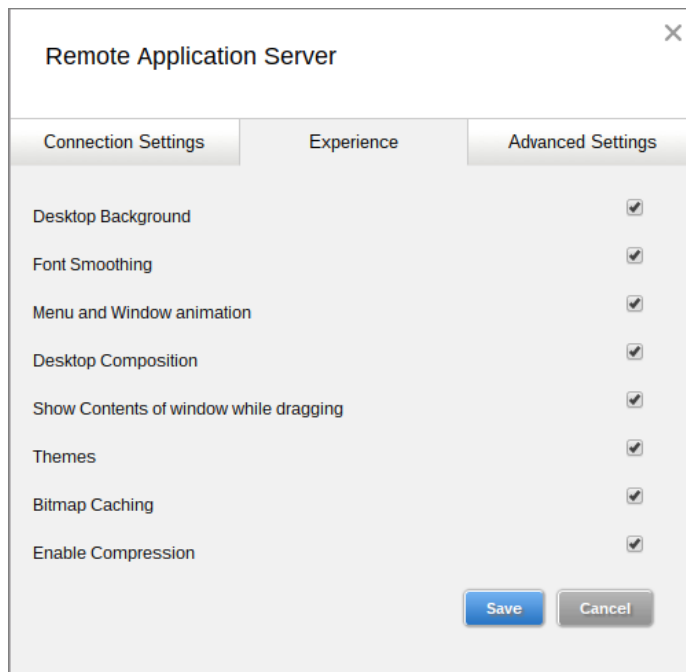 Remote Application Server
Connection Settings
Experience
Advanced Settings
Desktop Background
Font Smoothing
Menu and Window animation
Desktop Composition
Show Contents of window while dragging
Themes
Bitmap Caching
Enable Compression
Save
Cancel